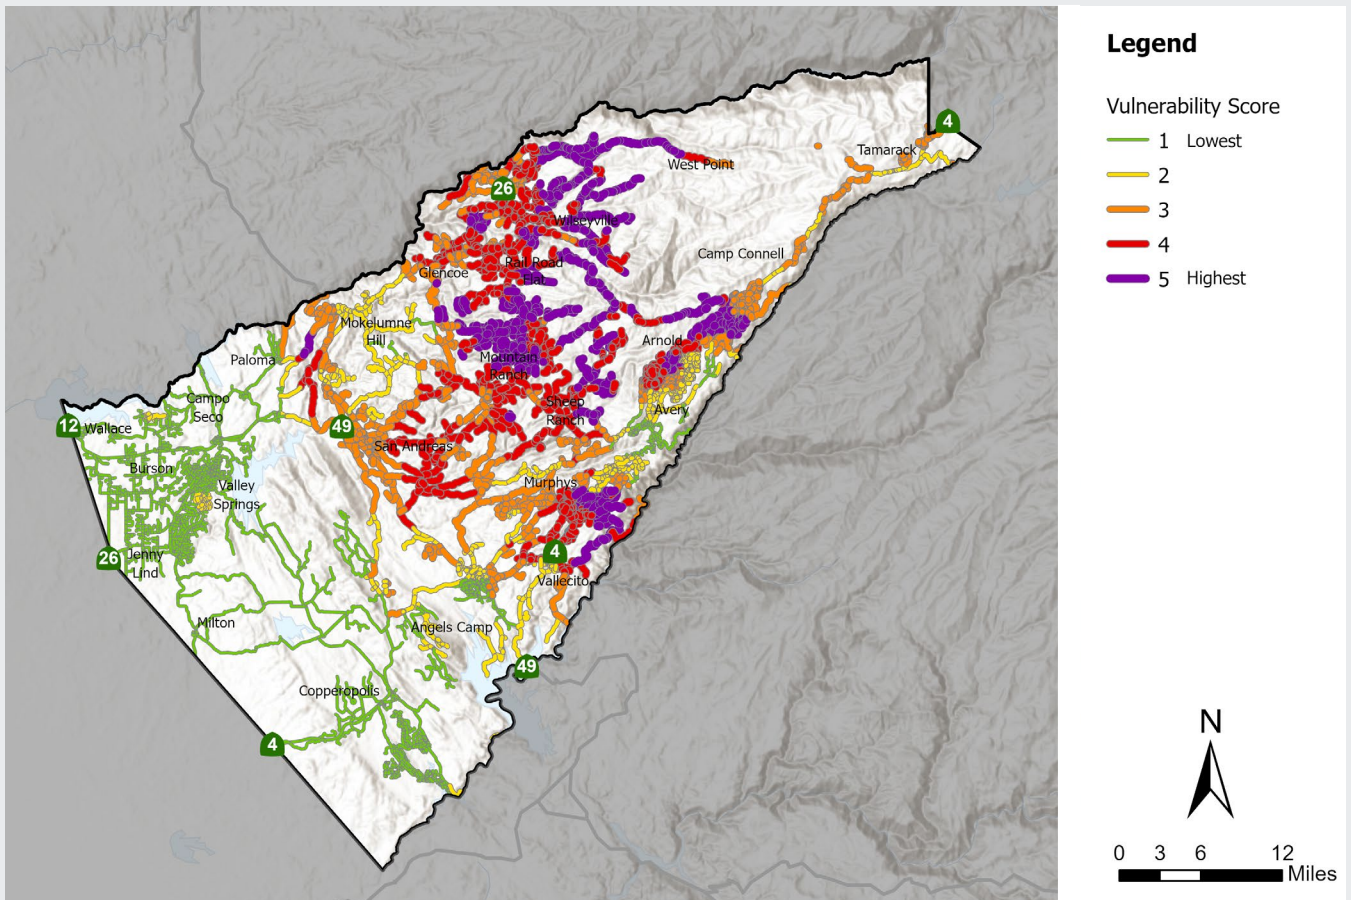 Legend
Vulnerability Score
1 Lowest
2
3
4
5 Highest
4
Tamarack
West Point
26
Wilseyville
Camp Connell
Rail Road
Flat
Glencoe
Mokelumne
Hill
Arnold
Paloma
Mountain
Ranch
Campo
Seco
Sheep
Ranch
Avery
12
Wallace
49
San Andreas
Burson
Valley
Springs
Murphys
26
Jenny
Lind
4
Vallecito
Milton
Angels Camp
49
Copperopolis
4
N
0 3 6 12
Miles